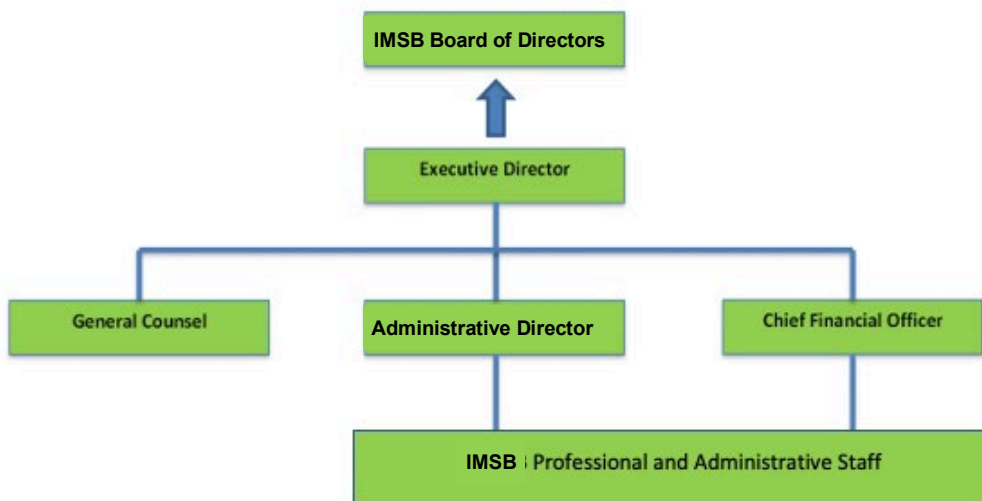 IMSB Board of Directors
Executive Director
General Counsel
Administrative Director
Chief Financial Officer
IMSB Professional and Administrative Staff